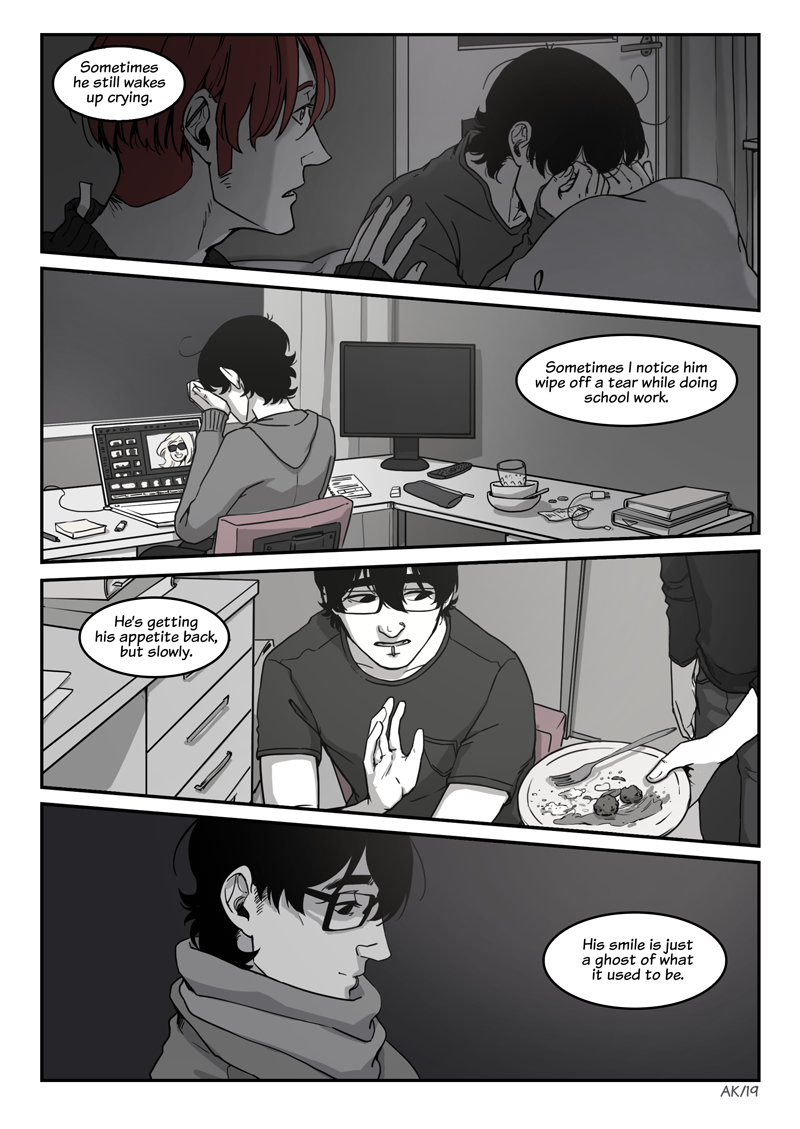 Sometimes
he still wakes
up crying.
Sometimes I notice him
wipe off a tear while doing
school work.
He's getting
his appetite back,
but slowly.
His smile is just
a ghost of what
it used to be.
AK/19